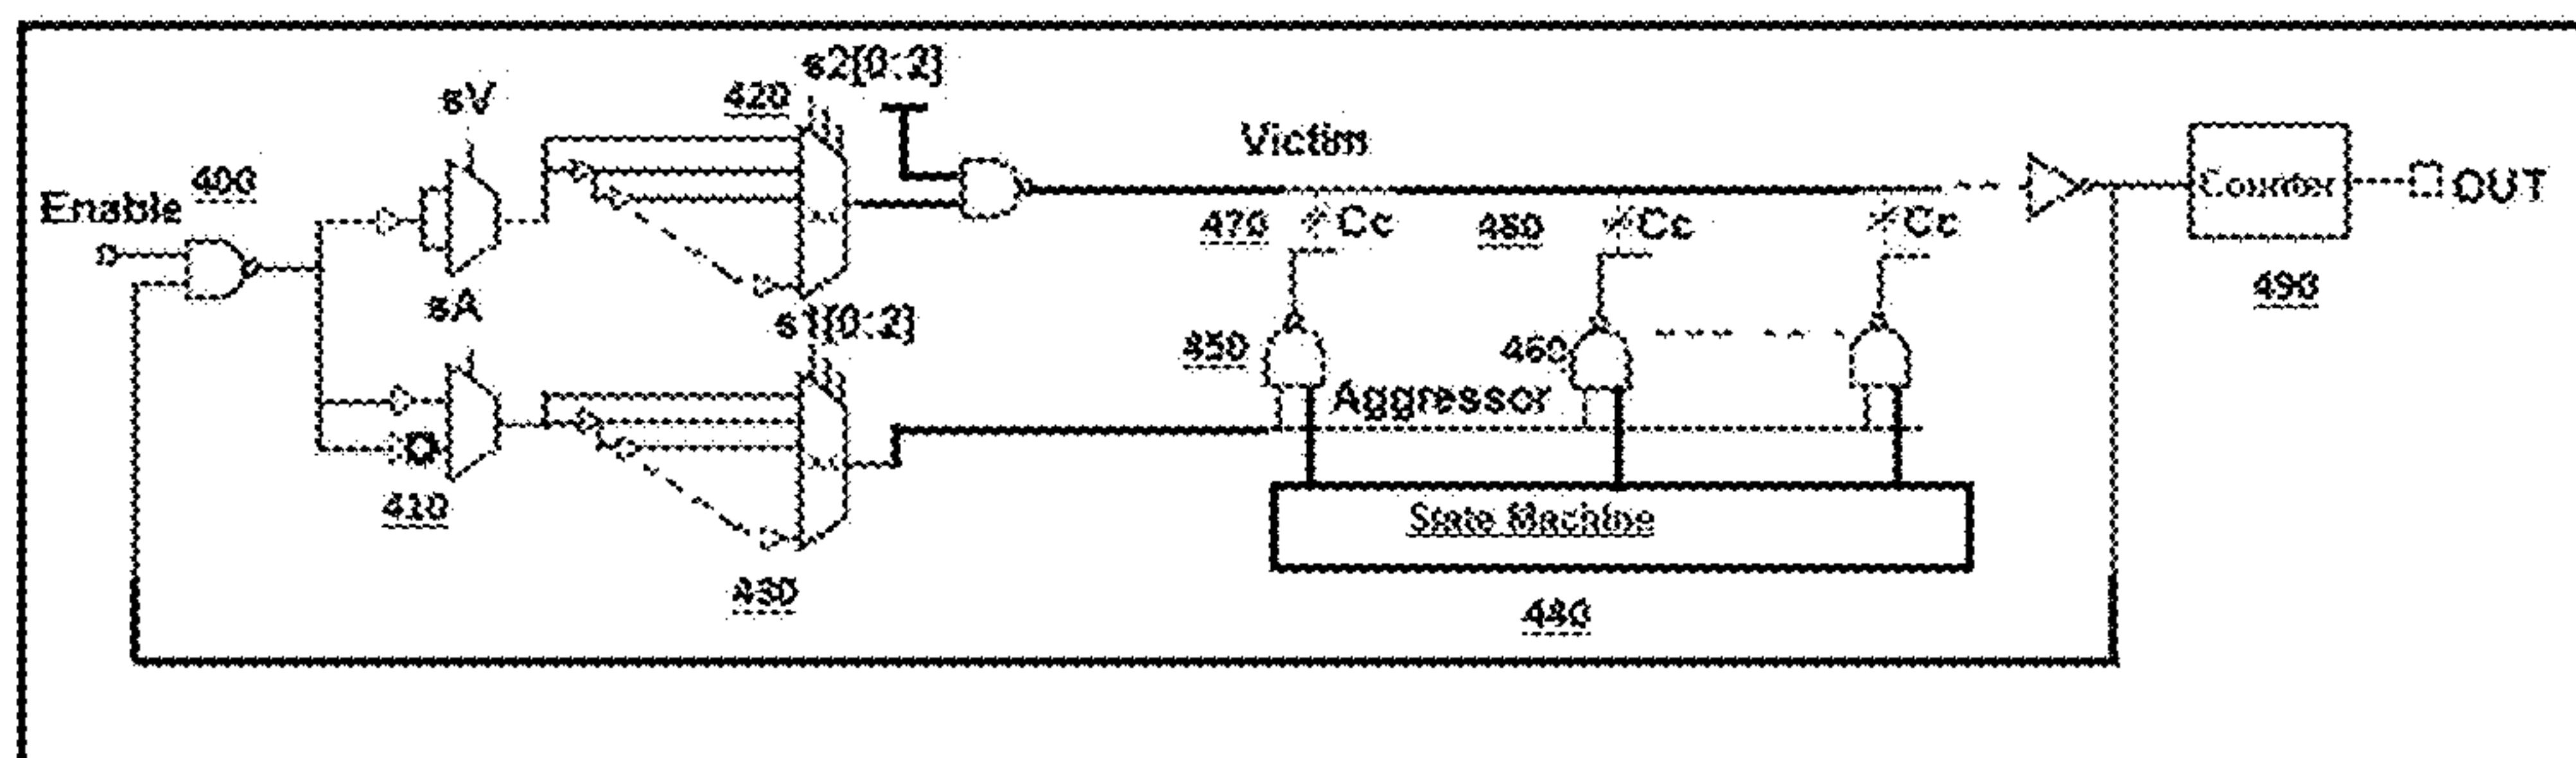 s2[0:2]
sV
420
Victim
400
Enable
Counter
OUT
470
Cc
480
Cc
Cc
490
sA
s1[0:2]
450
460
Aggressor
410
State Machine
430
440